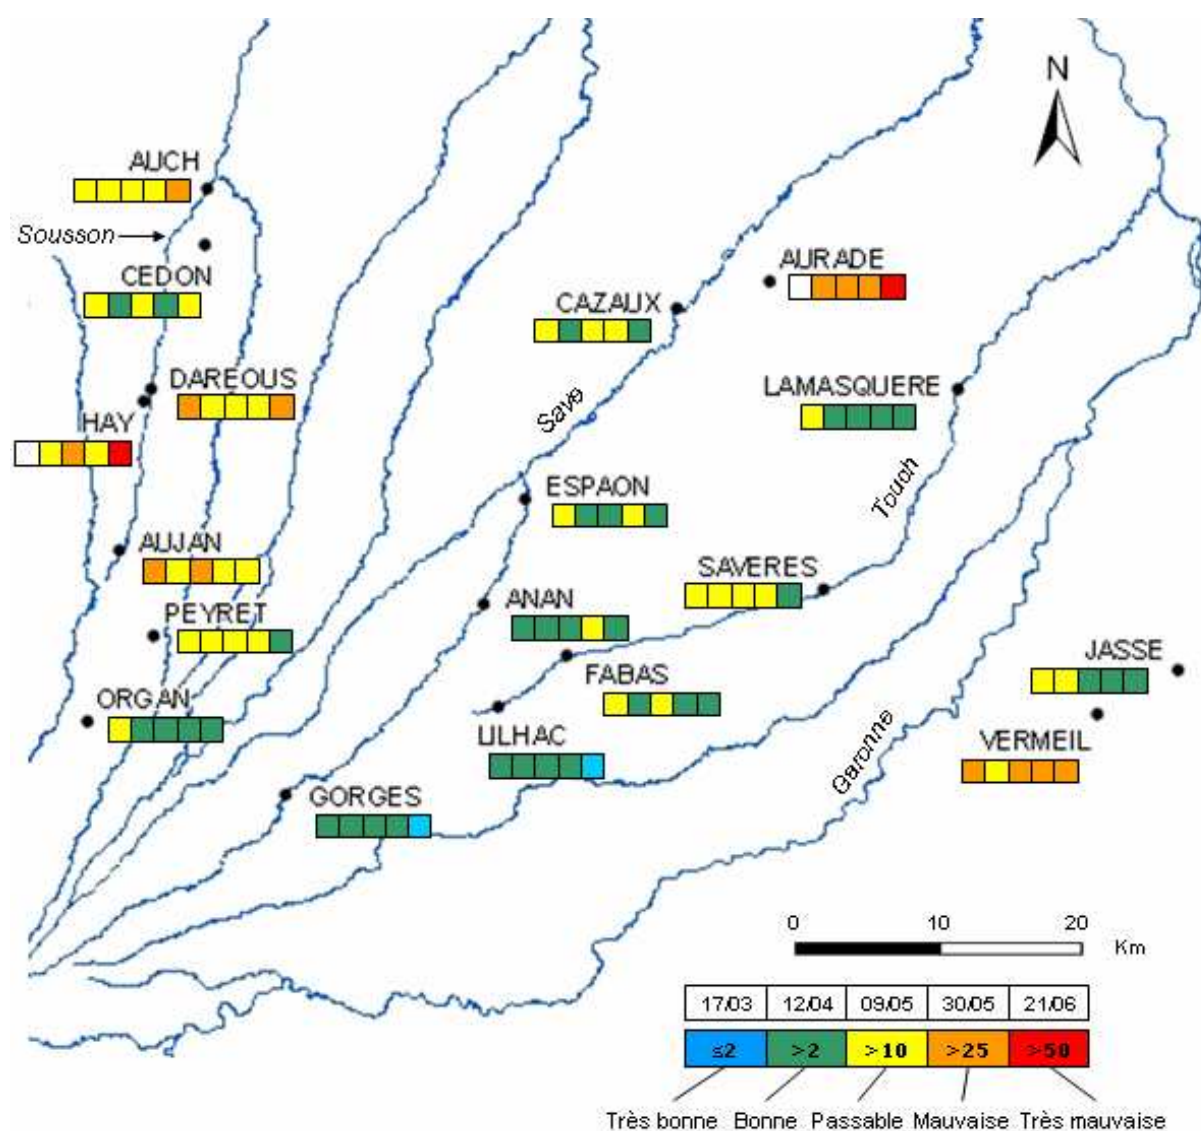 N
AUCH
Sousson
CEDON
AURADE
CAZAUX
DAREOUS
LAMASQUERE
HAY
Save
ESPAON
Touch
AUJAN
SAVERES
ANAN
PEYRET
JASSE
FABAS
ORGAN
LILHAC
Garonne
VERMEIL
GORGES
0 10 20
Km
17/03 12/04 09/05 30/05 21/06
≤2 >2 >10 >25 >50
Très bonne Bonne Passable Mauvaise Très mauvaise